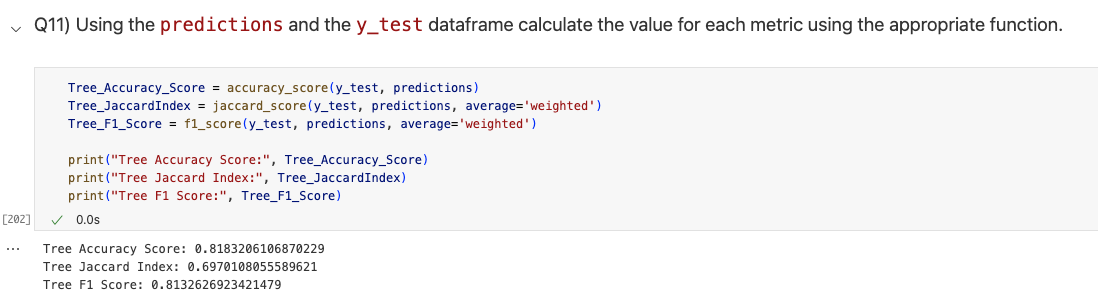 Q11) Using the predictions and the y_test dataframe calculate the value for each metric using the appropriate function.
Tree_Accuracy_Score = accuracy_score(y_test, predictions)
Tree_JaccardIndex = jaccard_score(y_test, predictions, average='weighted')
Tree_F1_Score = f1_score(y_test, predictions, average='weighted')
print("Tree Accuracy Score:", Tree_Accuracy_Score)
print("Tree Jaccard Index:", Tree_JaccardIndex)
print("Tree F1 Score:", Tree_F1_Score)
[202] ✓ 0.0s
... Tree Accuracy Score: 0.8183206106870229
Tree Jaccard Index: 0.6970108055589621
Tree F1 Score: 0.8132626923421479